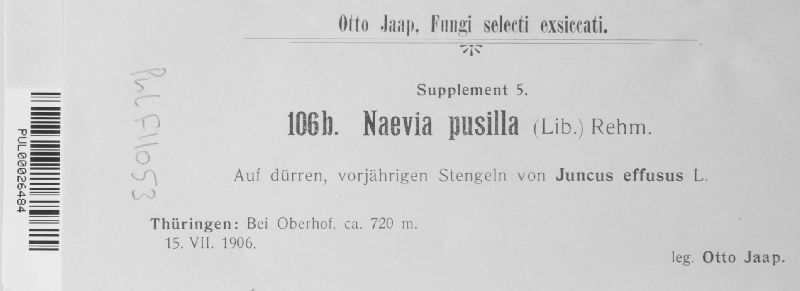 Otto Jaap, Fungi selecti exsiccati.
Supplement 5.
106b. Naevia pusilla (Lib.) Rehm.
Auf dürren, vorjährigen Stengeln von Juncus effusus L.
Thüringen: Bei Oberhof, ca. 720 m.
15. VII. 1906.
leg. Otto Jaap.
PUL F11053
PUL00026484